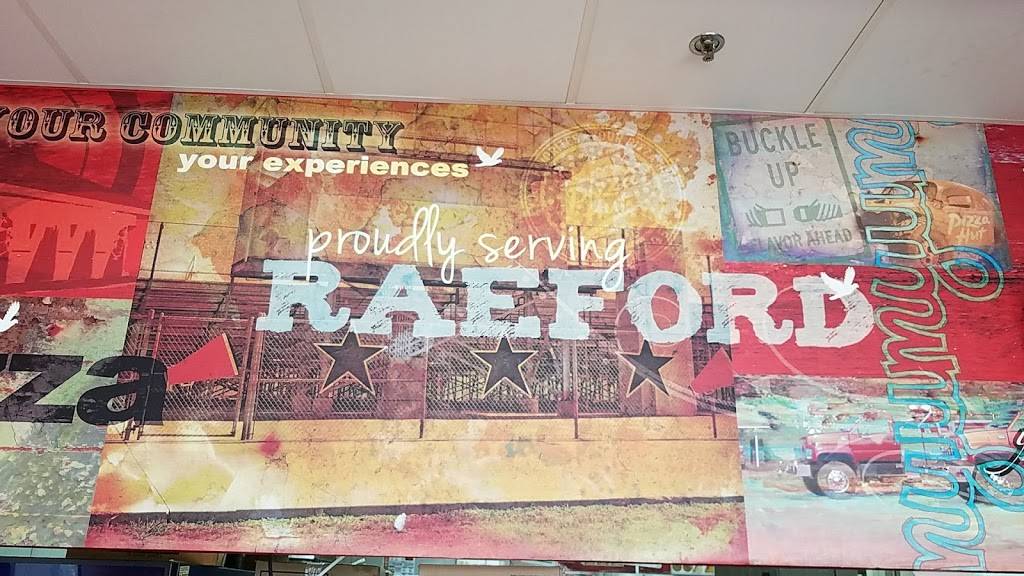 YOUR COMMUNITY
your experiences
proudly serving
RAEFORD
za
BUCKLE
UP
FLAVOR AHEAD
Pizza
Hut